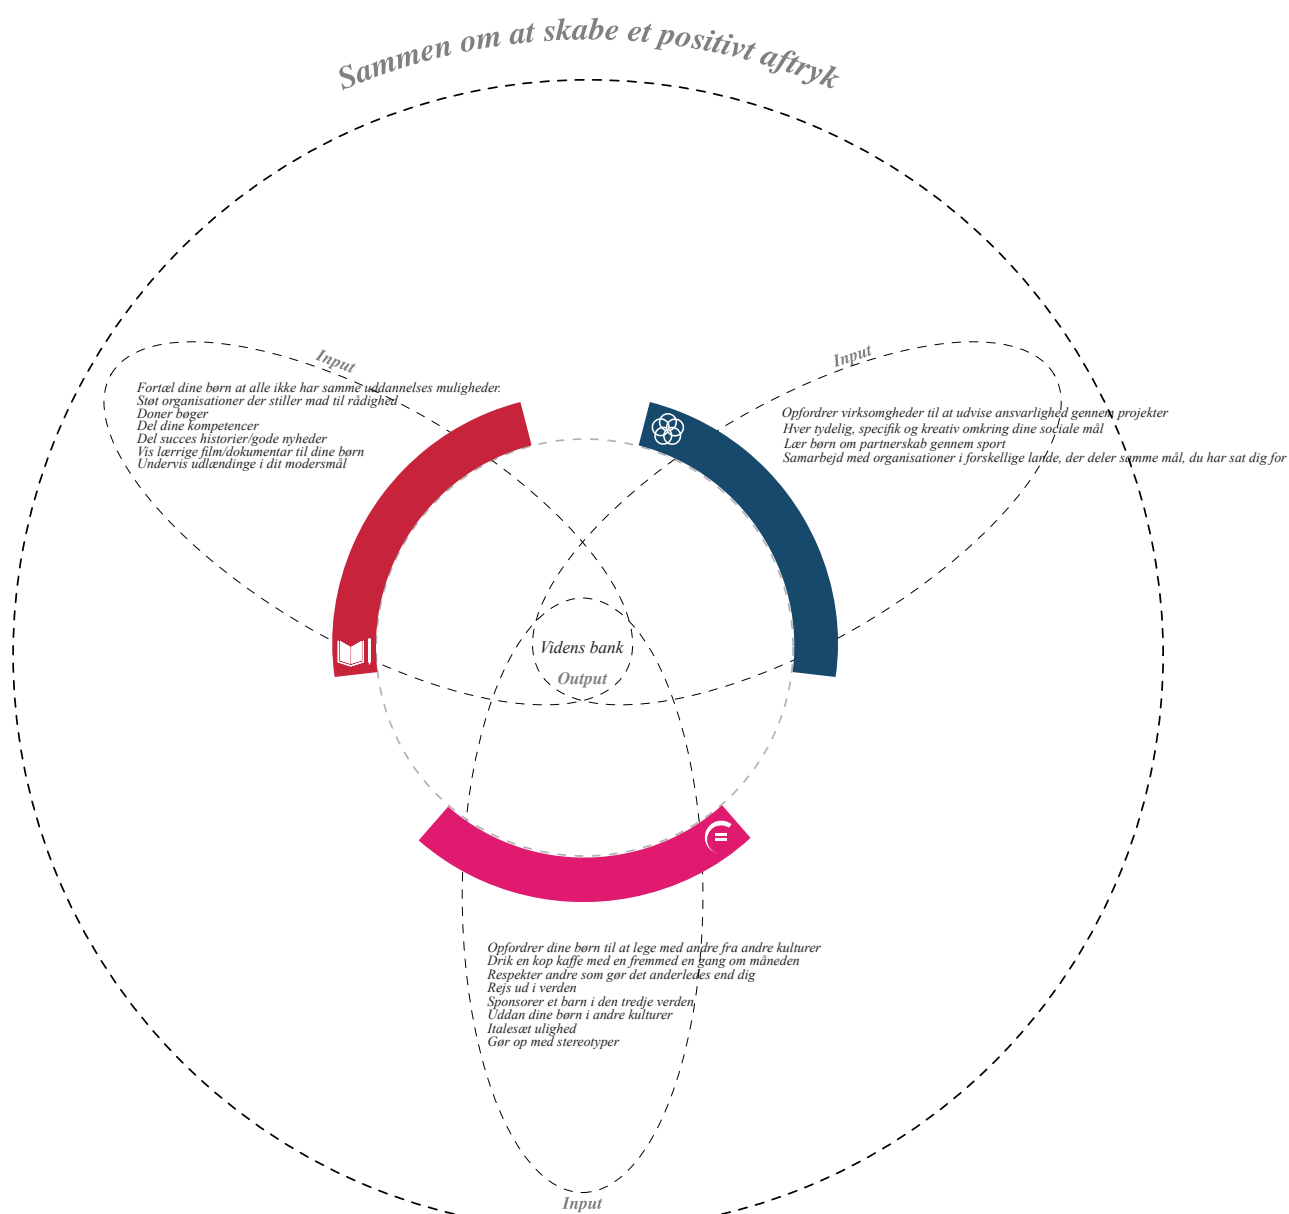 Sammen om at skabe et positivt aftryk
Input
Fortæl dine børn at alle ikke har samme uddannelses muligheder.
Støt organisationer der stiller mad til rådighed
Doner bøger
Del dine kompetencer
Del succes historier/gode nyheder
Vis lærrige film/dokumentar til dine børn
Undervis udlændinge i dit modersmål
Input
Opfordrer virksomgheder til at udvise ansvarlighed gennem projekter
Hver tydelig, specifik og kreativ omkring dine sociale mål
Lær børn om partnerskab gennem sport
Samarbejd med organisationer i forskellige lande, der deler samme mål, du har sat dig for
Videns bank
Output
Opfordrer dine børn til at lege med andre fra andre kulturer
Drik en kop kaffe med en fremmed en gang om måneden
Respekter andre som gør det anderledes end dig
Rejs ud i verden
Sponsorer et barn i den tredje verden
Uddan dine børn i andre kulturer
Italesæt ulighed
Gør op med stereotyper
Input